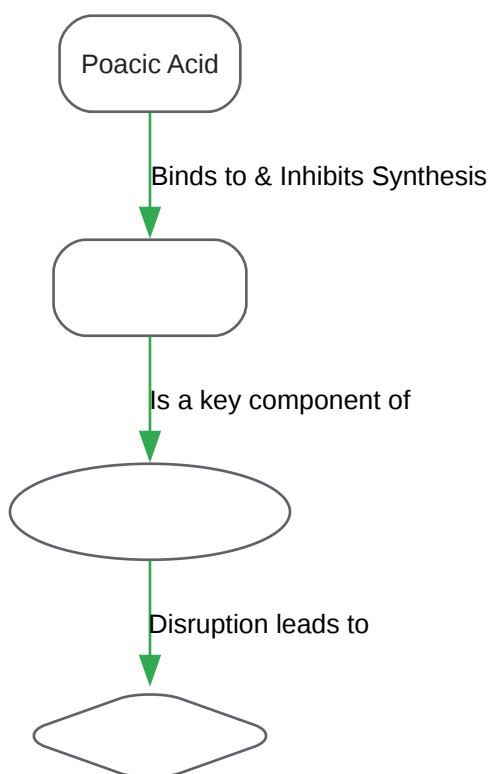 Poacic Acid
Binds to & Inhibits Synthesis
Is a key component of
Disruption leads to